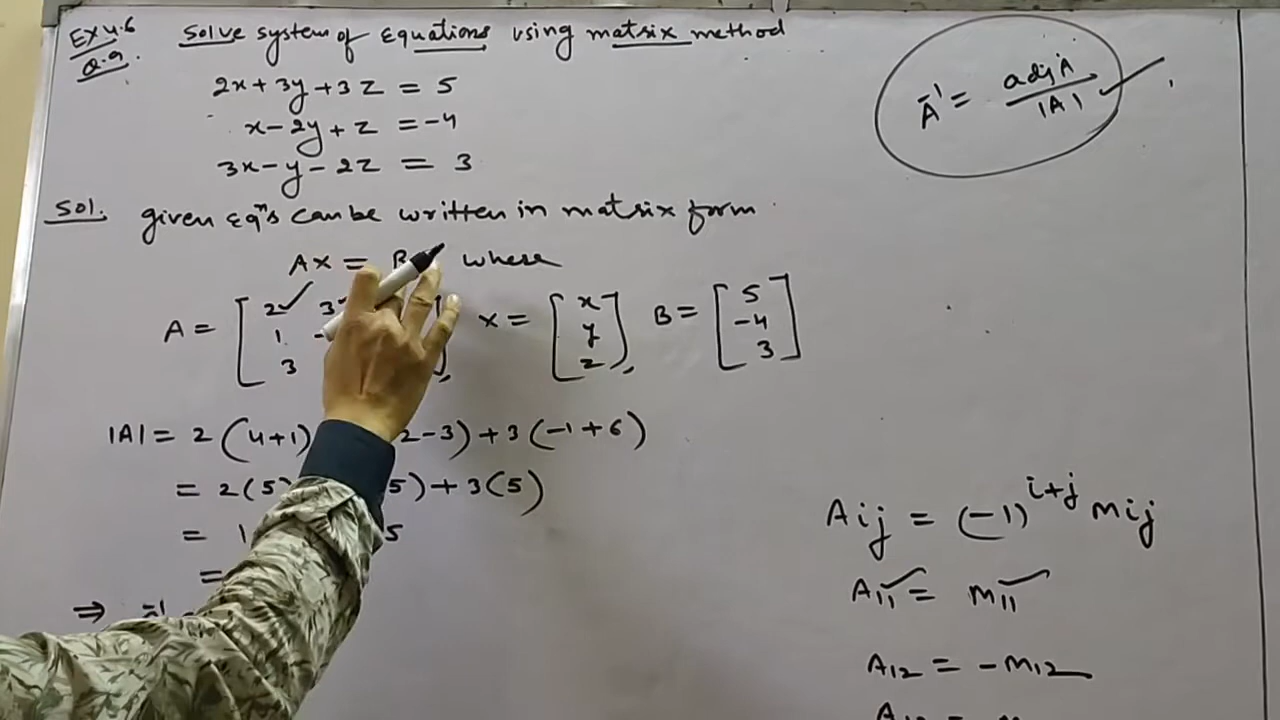 Ex 4.6
Q.9.
Solve system of Equations using matrix method
2x + 3y + 3z = 5
x - 2y + z = -4
3x - y - 2z = 3
Sol. given Eqⁿs can be written in matrix form
AX = B where
A = [ 2 3
1 -
3 ], X = [ x
y
z ], B = [ 5
-4
3 ]
|A| = 2 (4+1) 2-3) + 3 (-1+6)
= 2(5) 5) + 3(5)
= 1 5
=
⇒ A⁻¹
A⁻¹ = adj A / |A|
Aij = (-1)^(i+j) Mij
A11 = M11
A12 = -M12